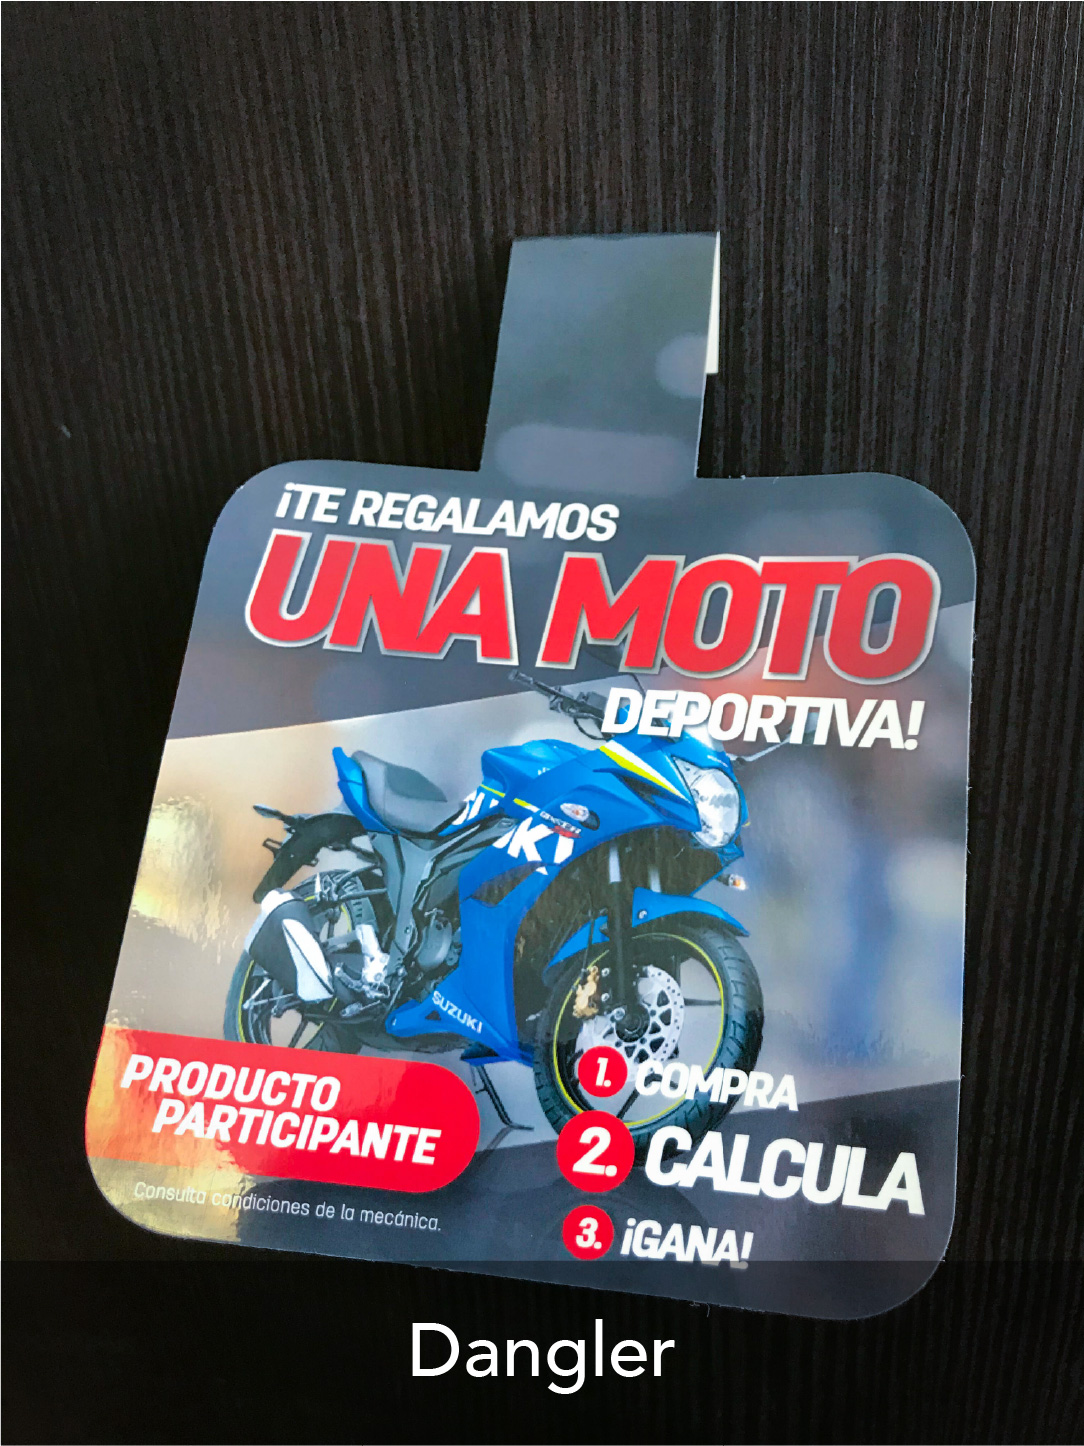 ¡TE REGALAMOS
UNA MOTO
DEPORTIVA!
SUZUKI
PRODUCTO
PARTICIPANTE
Consulta condiciones de la mecánica.
1. COMPRA
2. CALCULA
3. ¡GANA!
Dangler